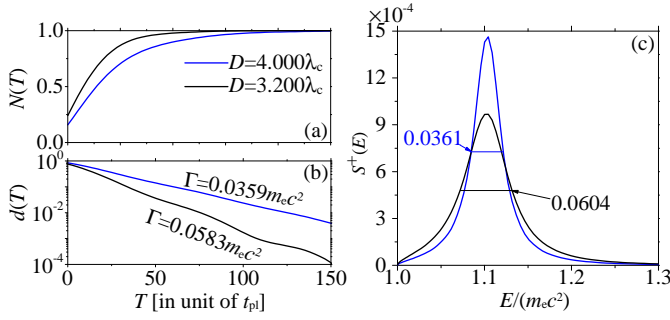 1.0
N(T)
0.5
0.0
D=4.000λc
D=3.200λc
(a)
10^0
d(T)
10^-2
10^-4
(b)
Γ=0.0359mec^2
Γ=0.0583mec^2
0 50 100 150
T [in unit of tpl]
×10^-4
15
12
9
6
3
0
S^+(E)
(c)
0.0361
0.0604
1.0 1.1 1.2 1.3
E/(mec^2)